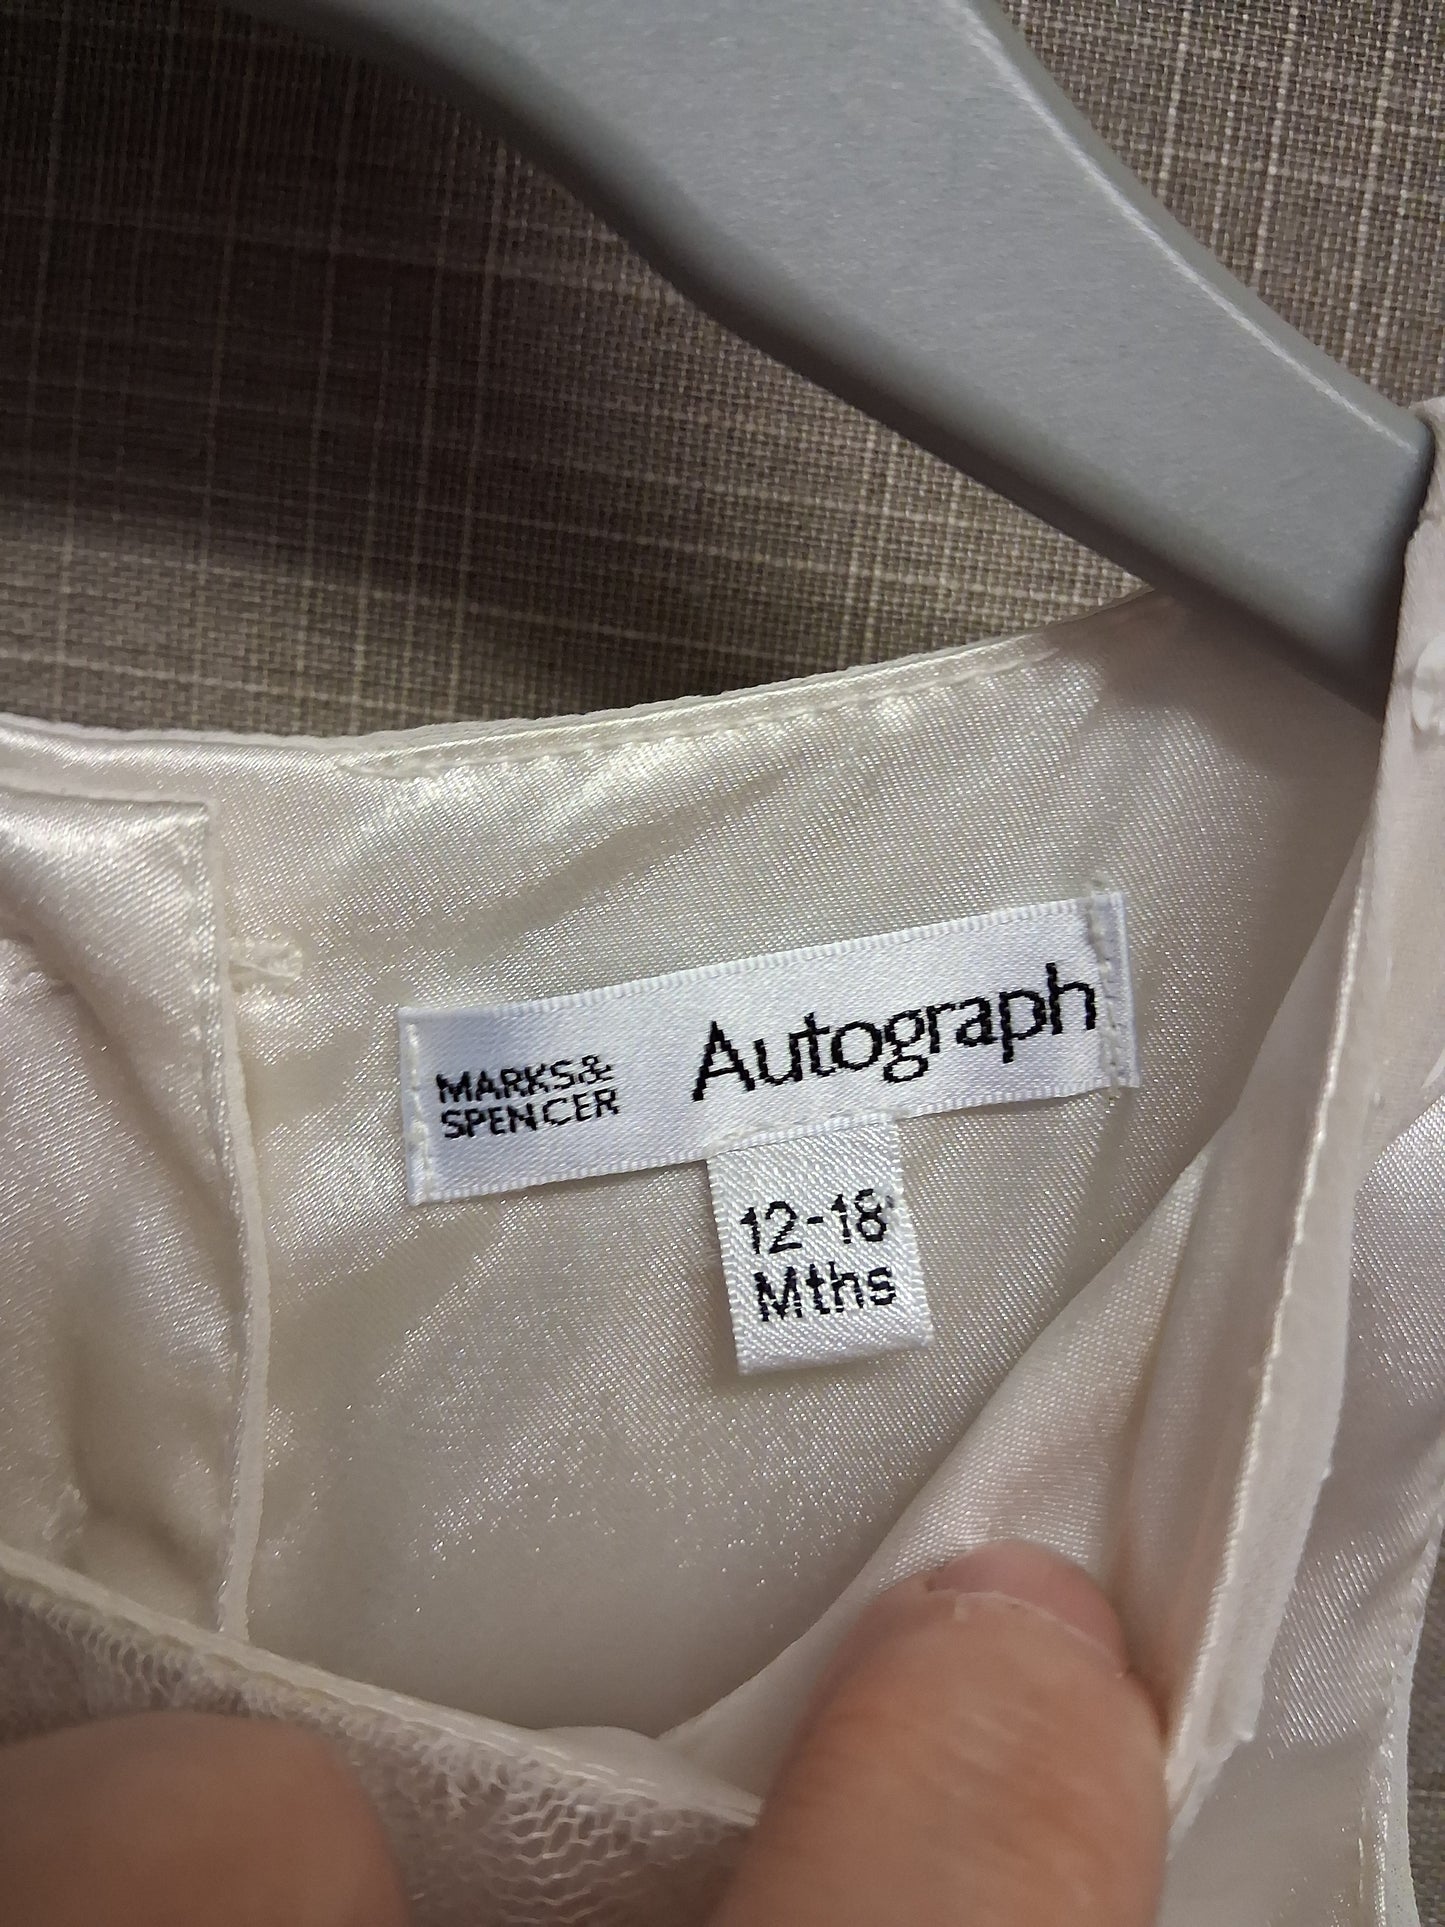 MARKS&
SPENCER
Autograph
12-18
Mths